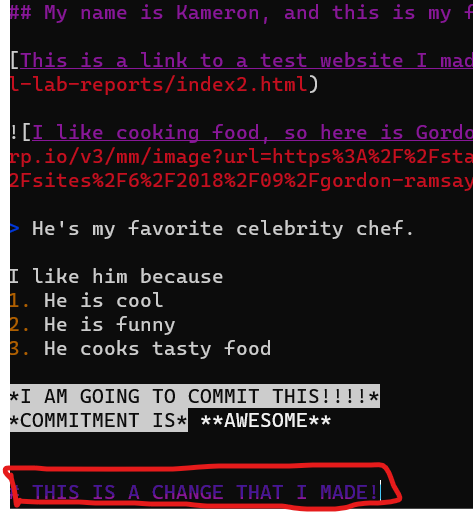 ## My name is Kameron, and this is my f
[This is a link to a test website I mad
l-lab-reports/index2.html)
![I like cooking food, so here is Gordo
rp.io/v3/mm/image?url=https%3A%2F%2Fsta
2Fsites%2F6%2F2018%2F09%2Fgordon-ramsay
> He's my favorite celebrity chef.
I like him because
1. He is cool
2. He is funny
3. He cooks tasty food
*I AM GOING TO COMMIT THIS!!!!*
*COMMITMENT IS* **AWESOME**
# THIS IS A CHANGE THAT I MADE!